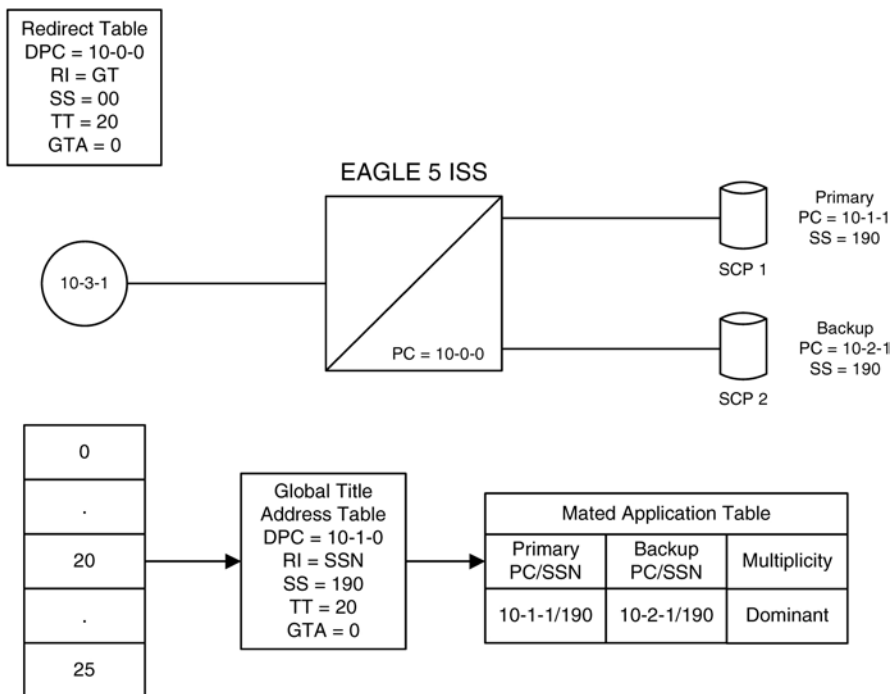 Redirect Table
DPC = 10-0-0
RI = GT
SS = 00
TT = 20
GTA = 0
EAGLE 5 ISS
10-3-1
PC = 10-0-0
SCP 1
Primary
PC = 10-1-1
SS = 190
SCP 2
Backup
PC = 10-2-1
SS = 190
0
.
20
.
25
Global Title
Address Table
DPC = 10-1-0
RI = SSN
SS = 190
TT = 20
GTA = 0
Mated Application Table
Primary
PC/SSN
Backup
PC/SSN
Multiplicity
10-1-1/190
10-2-1/190
Dominant